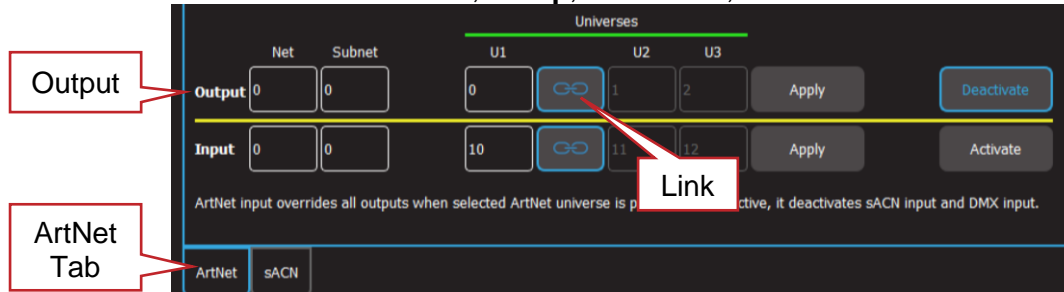 Universes
Net Subnet U1 U2 U3
Output
Output 0 0 0 1 2 Apply Deactivate
Input 0 0 10 11 12 Apply Activate
Link
ArtNet input overrides all outputs when selected ArtNet universe is ctive, it deactivates sACN input and DMX input.
ArtNet
Tab
ArtNet sACN